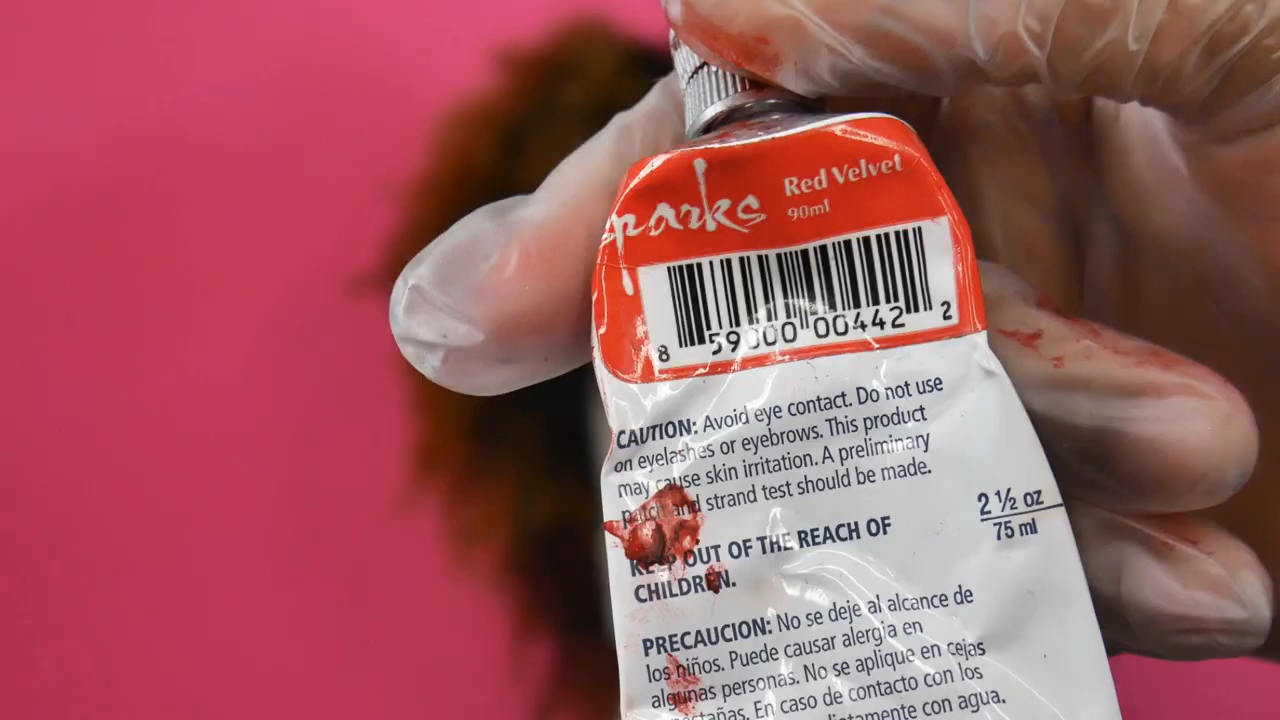 Sparks
Red Velvet
90ml
8 59000 00442 2
CAUTION: Avoid eye contact. Do not use
on eyelashes or eyebrows. This product
may cause skin irritation. A preliminary
patch and strand test should be made.
KEEP OUT OF THE REACH OF
CHILDREN.
2 ½ oz
75 ml
PRECAUCION: No se deje al alcance de
los niños. Puede causar alergia en
algunas personas. No se aplique en cejas
pestañas. En caso de contacto con los
con agua.